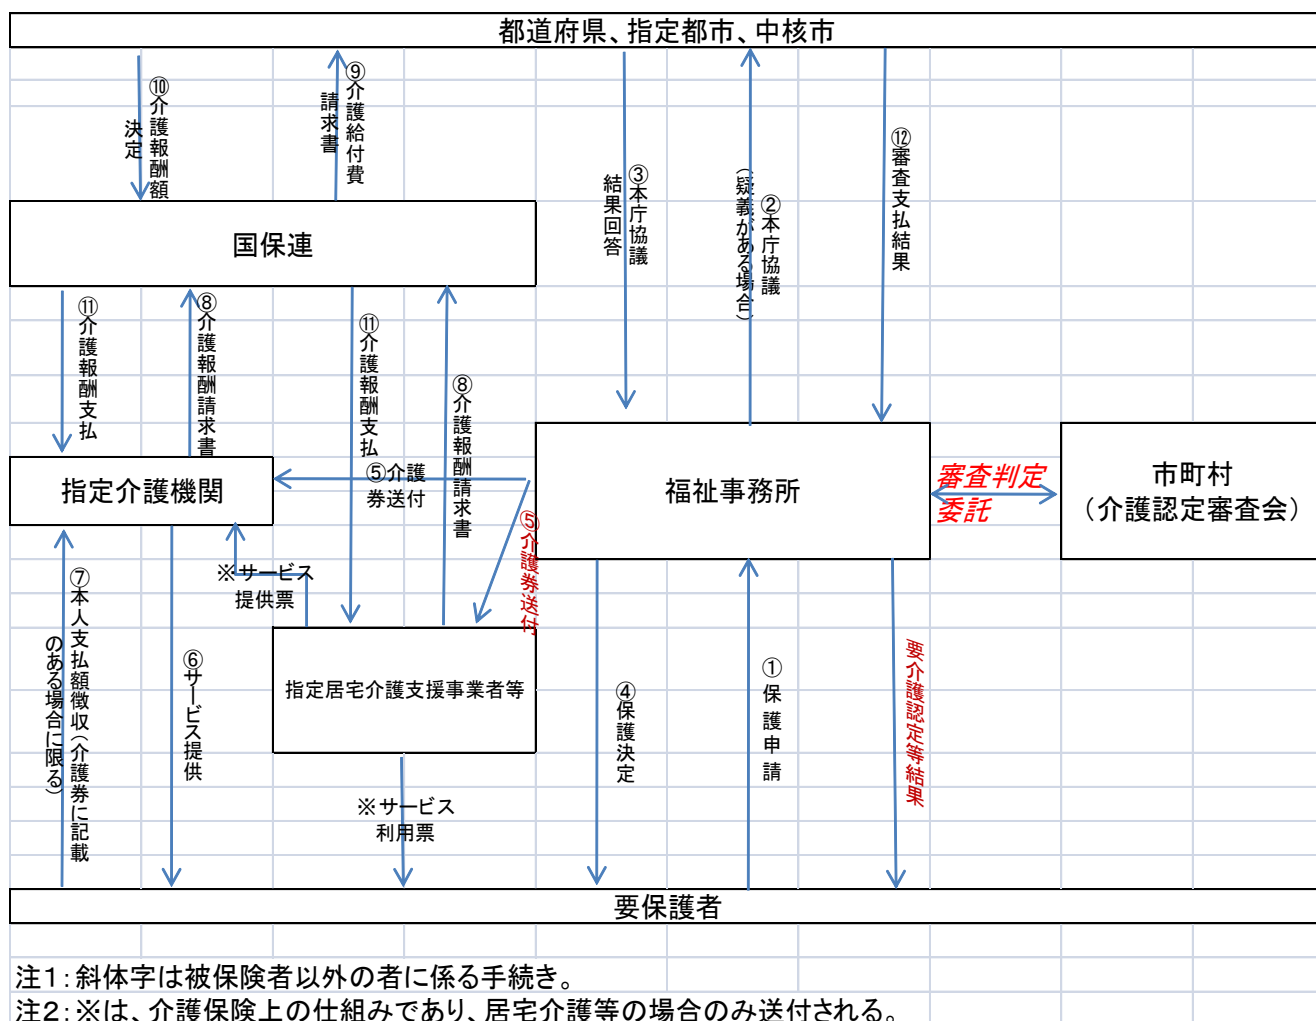 都道府県、指定都市、中核市
⑩介護報酬額
決定
⑨介護給付費
請求書
③本庁協議
結果回答
②本庁協議
（疑義がある場合）
⑫審査支払結果
国保連
⑪介護報酬支払
⑧介護報酬請求書
⑪介護報酬支払
⑧介護報酬請求書
指定介護機関
⑤介護
券送付
福祉事務所
審査判定
委託
市町村
（介護認定審査会）
⑤介護券送付
※サービス
提供票
指定居宅介護支援事業者等
⑦本人支払額徴収（介護券に記載
のある場合に限る）
⑥サービス提供
※サービス
利用票
④保護決定
①保護申請
要介護認定等結果
要保護者
注1：斜体字は被保険者以外の者に係る手続き。
注2：※は、介護保険上の仕組みであり、居宅介護等の場合のみ送付される。